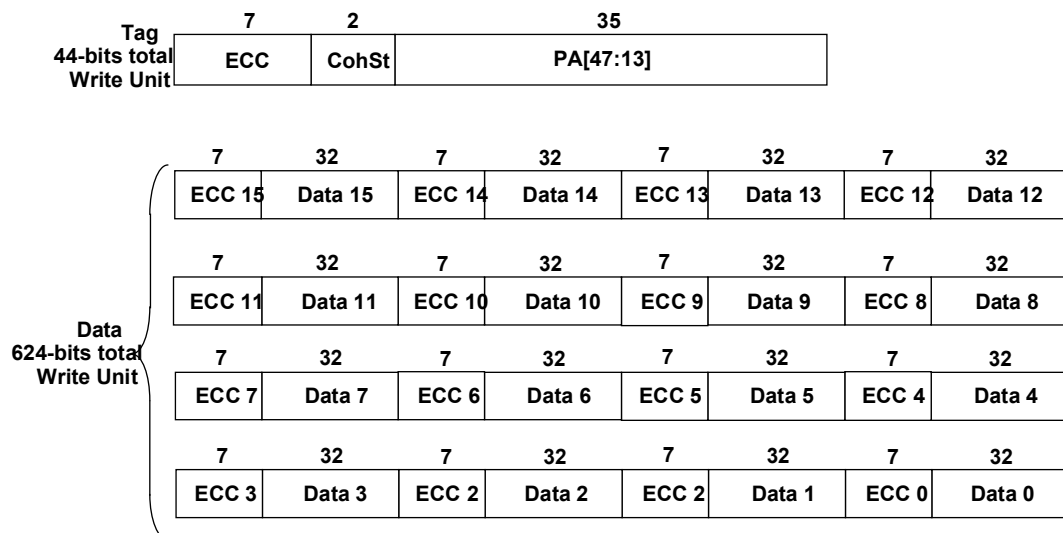 7 2 35
Tag
44-bits total
Write Unit
ECC CohSt PA[47:13]
7 32 7 32 7 32 7 32
ECC 15 Data 15 ECC 14 Data 14 ECC 13 Data 13 ECC 12 Data 12
7 32 7 32 7 32 7 32
ECC 11 Data 11 ECC 10 Data 10 ECC 9 Data 9 ECC 8 Data 8
Data
624-bits total
Write Unit
7 32 7 32 7 32 7 32
ECC 7 Data 7 ECC 6 Data 6 ECC 5 Data 5 ECC 4 Data 4
7 32 7 32 7 32 7 32
ECC 3 Data 3 ECC 2 Data 2 ECC 2 Data 1 ECC 0 Data 0